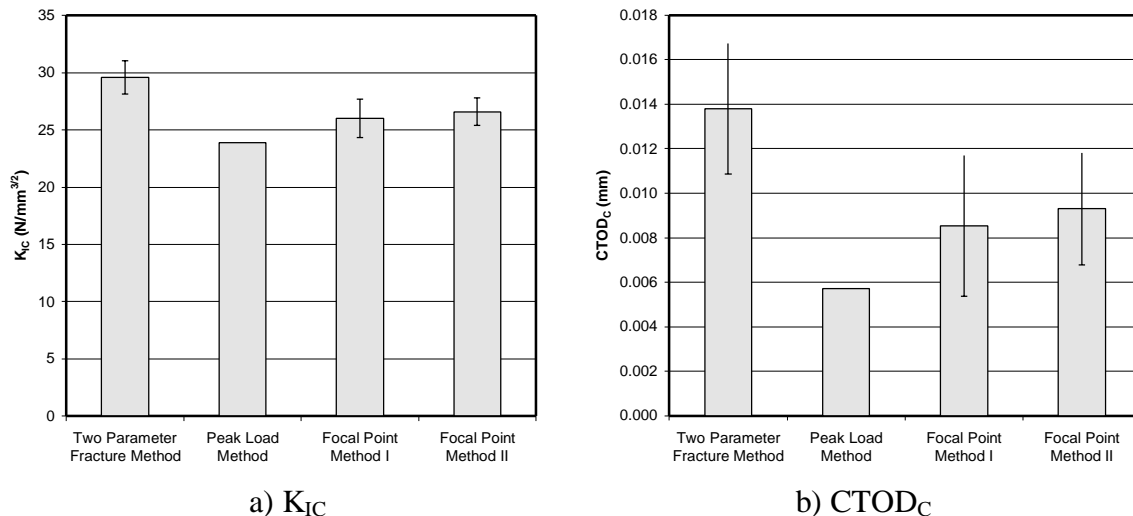 35
30
25
20
15
10
5
0
K_IC (N/mm^3/2)
Two Parameter
Fracture Method
Peak Load
Method
Focal Point
Method I
Focal Point
Method II
a) K_IC
0.018
0.016
0.014
0.012
0.010
0.008
0.006
0.004
0.002
0.000
CTOD_C (mm)
Two Parameter
Fracture Method
Peak Load
Method
Focal Point
Method I
Focal Point
Method II
b) CTOD_C